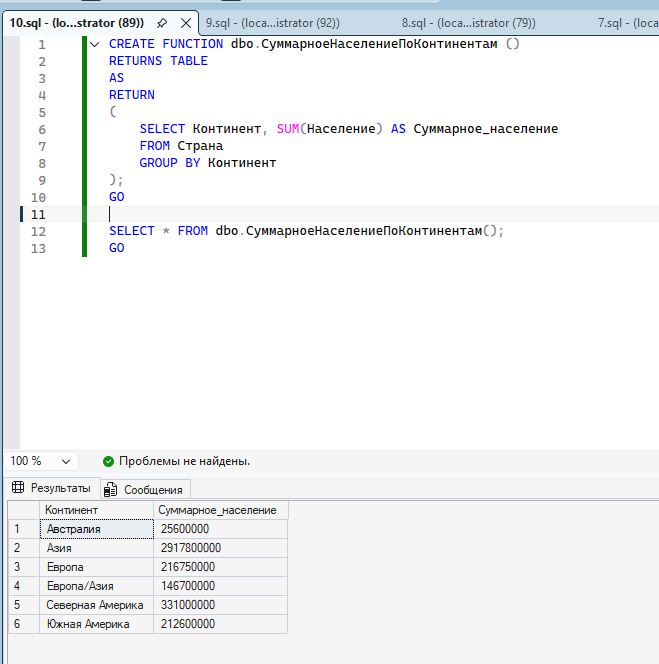 10.sql - (lo...strator (89)) 9.sql - (loca...istrator (92)) 8.sql - (loca...istrator (79)) 7.sql - (loca
1 CREATE FUNCTION dbo.СуммарноеНаселениеПоКонтинентам ()
2 RETURNS TABLE
3 AS
4 RETURN
5 (
6 SELECT Континент, SUM(Население) AS Суммарное_население
7 FROM Страна
8 GROUP BY Континент
9 );
10 GO
11
12 SELECT * FROM dbo.СуммарноеНаселениеПоКонтинентам();
13 GO
100 % Проблемы не найдены.
Результаты Сообщения
Континент Суммарное_население
1 Австралия 25600000
2 Азия 2917800000
3 Европа 216750000
4 Европа/Азия 146700000
5 Северная Америка 331000000
6 Южная Америка 212600000